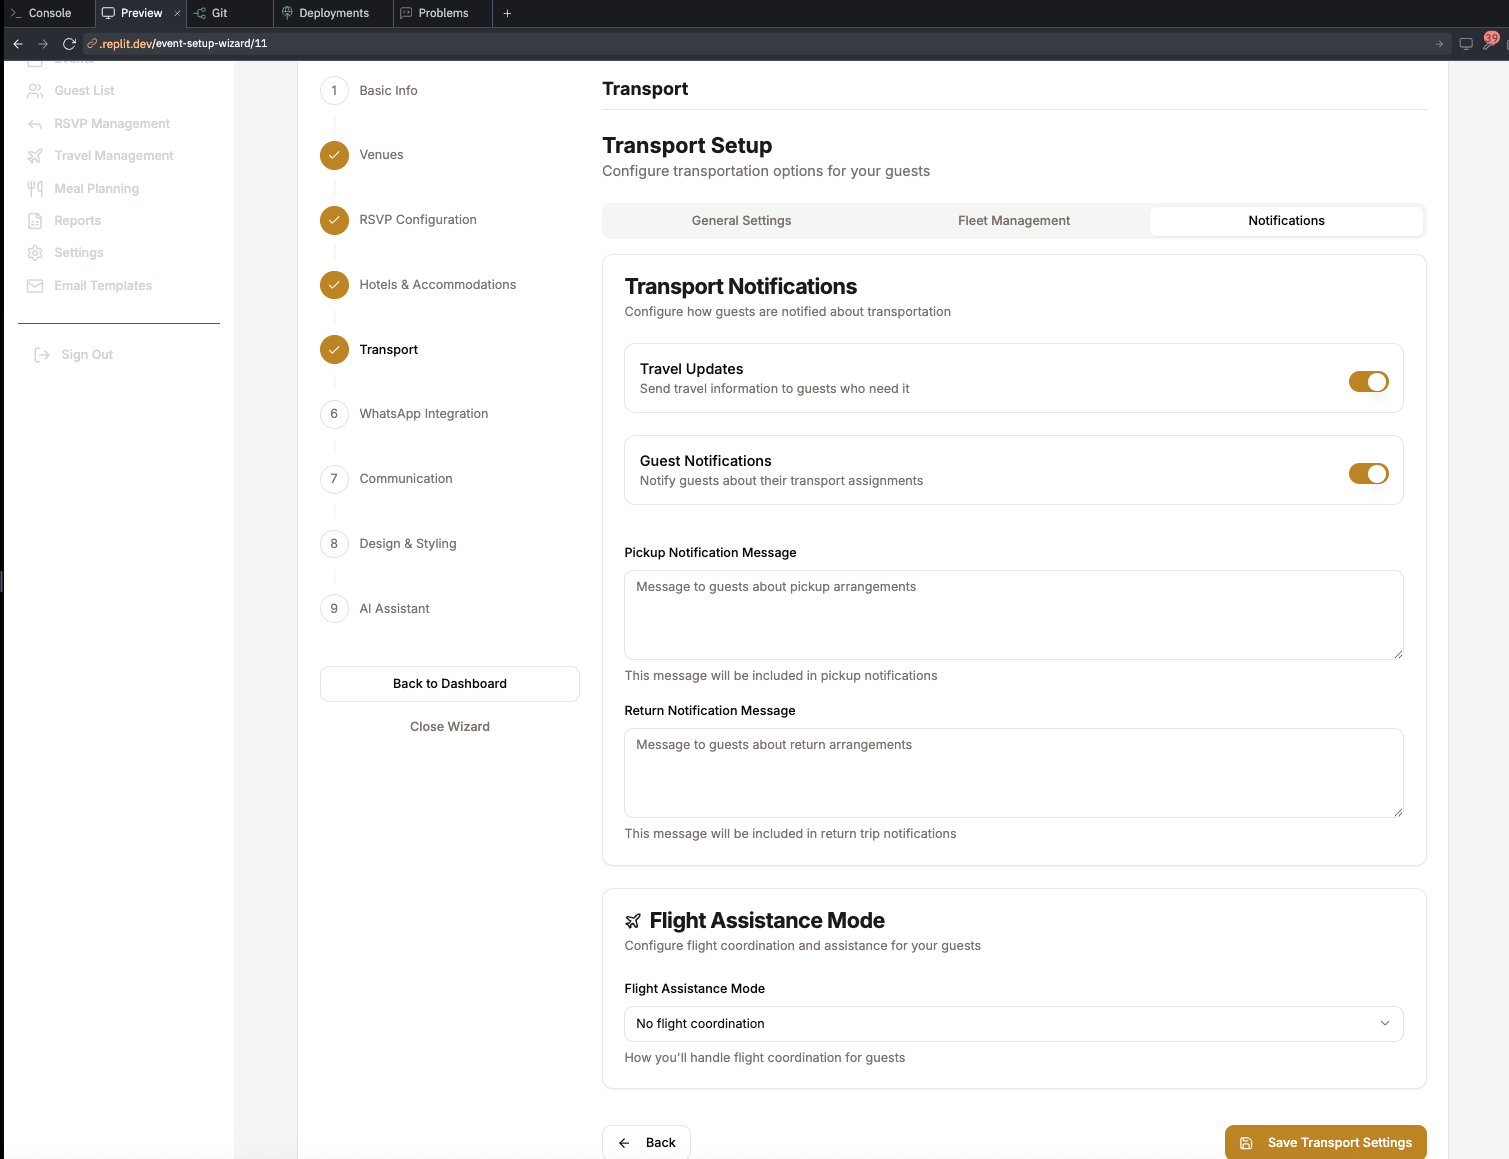 Console
Preview
Git
Deployments
Problems
.replit.dev/event-setup-wizard/11
39
Events
Guest List
RSVP Management
Travel Management
Meal Planning
Reports
Settings
Email Templates
Sign Out
1 Basic Info
Venues
RSVP Configuration
Hotels & Accommodations
Transport
6 WhatsApp Integration
7 Communication
8 Design & Styling
9 AI Assistant
Back to Dashboard
Close Wizard
Transport
Transport Setup
Configure transportation options for your guests
General Settings
Fleet Management
Notifications
Transport Notifications
Configure how guests are notified about transportation
Travel Updates
Send travel information to guests who need it
Guest Notifications
Notify guests about their transport assignments
Pickup Notification Message
Message to guests about pickup arrangements
This message will be included in pickup notifications
Return Notification Message
Message to guests about return arrangements
This message will be included in return trip notifications
Flight Assistance Mode
Configure flight coordination and assistance for your guests
Flight Assistance Mode
No flight coordination
How you'll handle flight coordination for guests
Back
Save Transport Settings